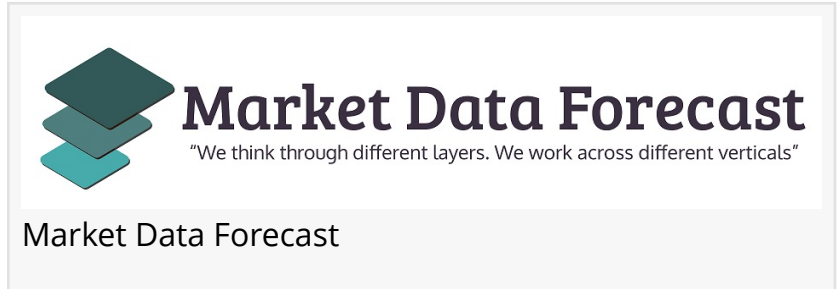 Market Data Forecast
“We think through different layers. We work across different verticals”
Market Data Forecast